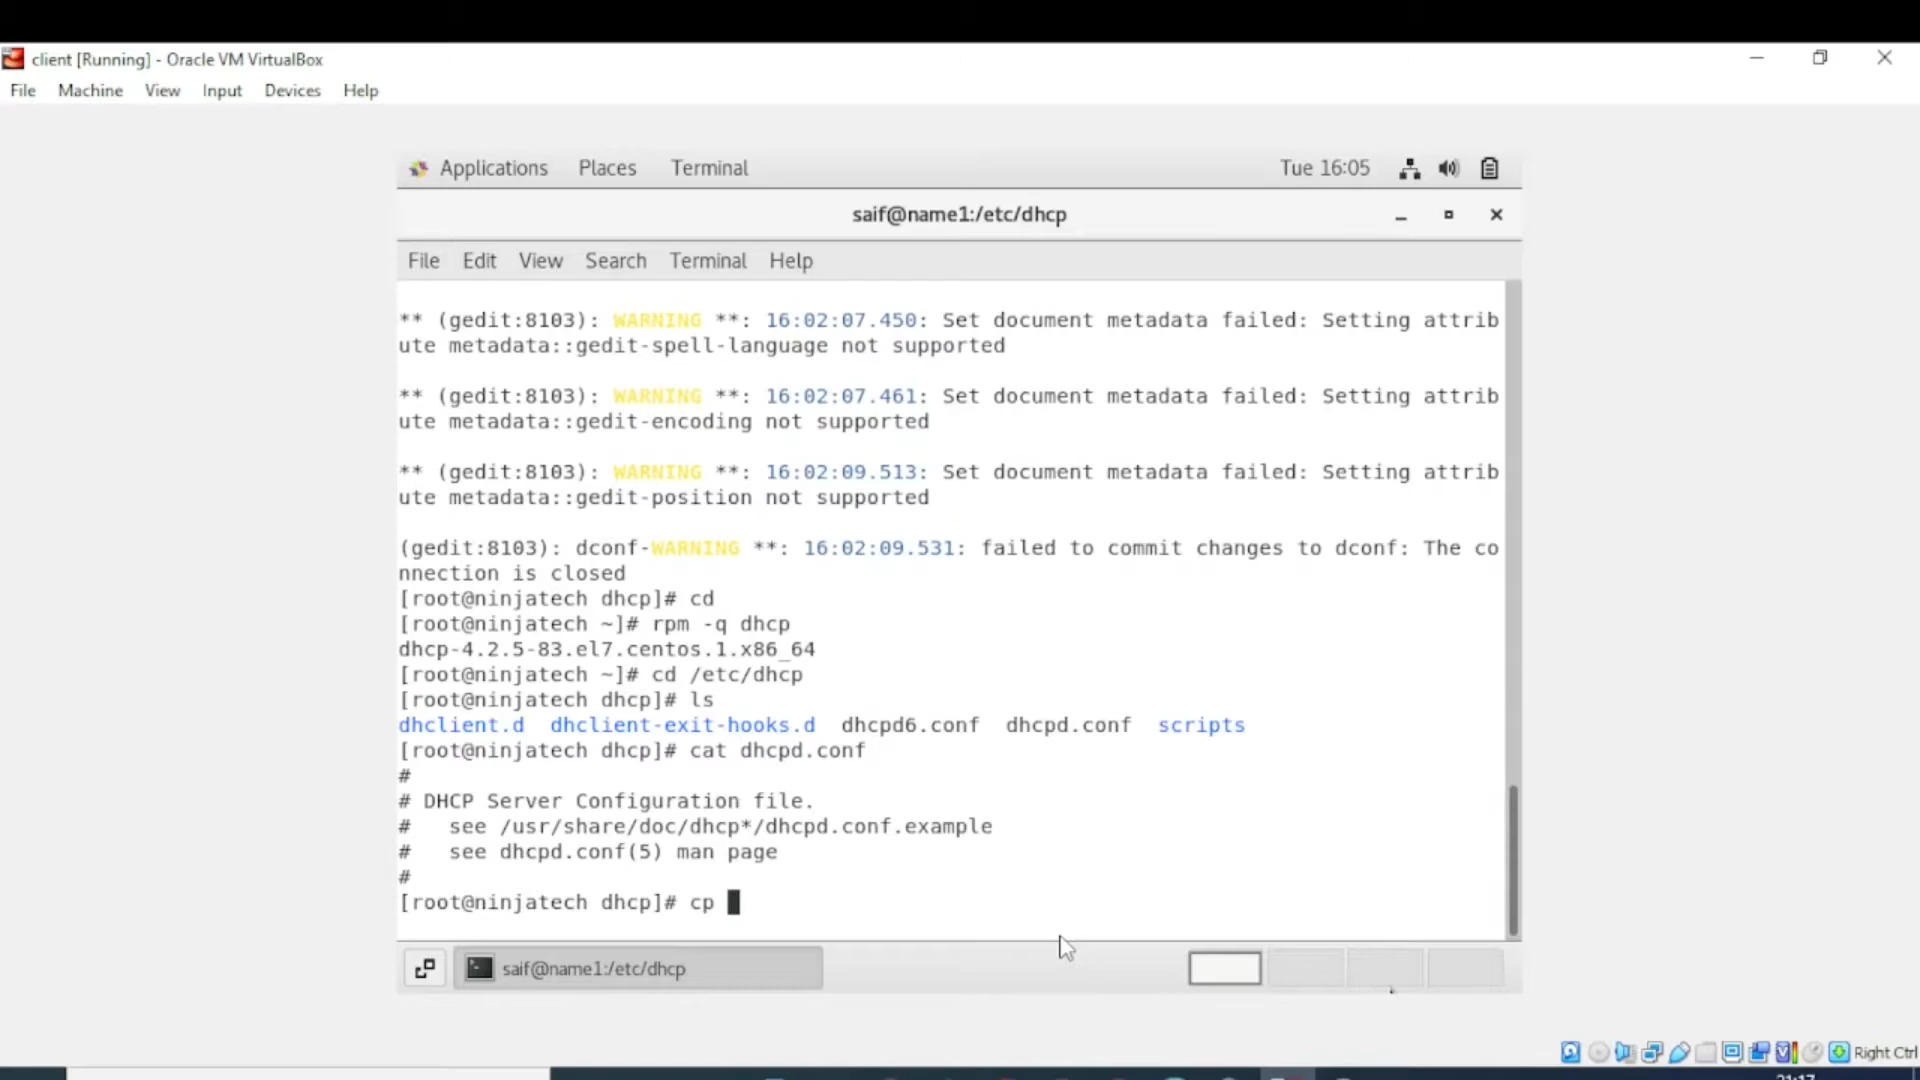 client [Running] - Oracle VM VirtualBox
File Machine View Input Devices Help
Applications Places Terminal Tue 16:05
saif@name1:/etc/dhcp
File Edit View Search Terminal Help
** (gedit:8103): WARNING **: 16:02:07.450: Set document metadata failed: Setting attrib
ute metadata::gedit-spell-language not supported
** (gedit:8103): WARNING **: 16:02:07.461: Set document metadata failed: Setting attrib
ute metadata::gedit-encoding not supported
** (gedit:8103): WARNING **: 16:02:09.513: Set document metadata failed: Setting attrib
ute metadata::gedit-position not supported
(gedit:8103): dconf-WARNING **: 16:02:09.531: failed to commit changes to dconf: The co
nnection is closed
[root@ninjatech dhcp]# cd
[root@ninjatech ~]# rpm -q dhcp
dhcp-4.2.5-83.el7.centos.1.x86_64
[root@ninjatech ~]# cd /etc/dhcp
[root@ninjatech dhcp]# ls
dhclient.d dhclient-exit-hooks.d dhcpd6.conf dhcpd.conf scripts
[root@ninjatech dhcp]# cat dhcpd.conf
#
# DHCP Server Configuration file.
#   see /usr/share/doc/dhcp*/dhcpd.conf.example
#   see dhcpd.conf(5) man page
#
[root@ninjatech dhcp]# cp
saif@name1:/etc/dhcp
Right Ctrl